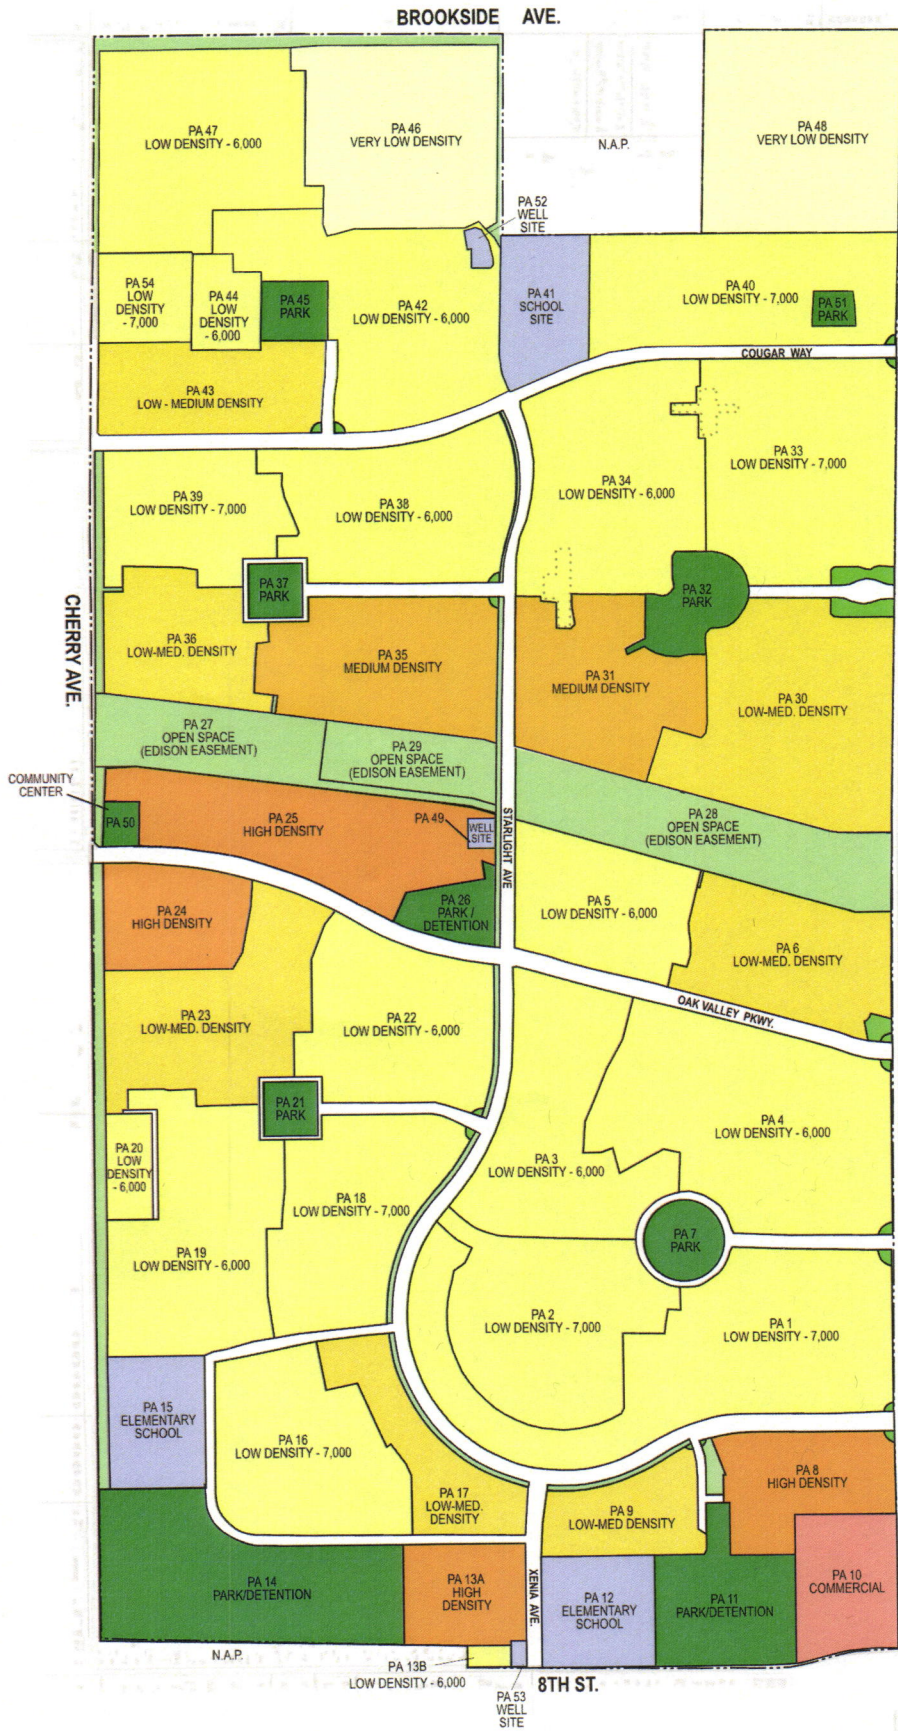 BROOKSIDE AVE.
PA 47
LOW DENSITY - 6,000
PA 46
VERY LOW DENSITY
N.A.P.
PA 48
VERY LOW DENSITY
PA 52
WELL
SITE
PA 54
LOW
DENSITY
- 7,000
PA 44
LOW
DENSITY
- 6,000
PA 45
PARK
PA 42
LOW DENSITY - 6,000
PA 41
SCHOOL
SITE
PA 40
LOW DENSITY - 7,000
PA 51
PARK
COUGAR WAY
PA 43
LOW - MEDIUM DENSITY
PA 39
LOW DENSITY - 7,000
PA 38
LOW DENSITY - 6,000
PA 34
LOW DENSITY - 6,000
PA 33
LOW DENSITY - 7,000
PA 37
PARK
PA 32
PARK
CHERRY AVE.
PA 36
LOW-MED. DENSITY
PA 35
MEDIUM DENSITY
PA 31
MEDIUM DENSITY
PA 30
LOW-MED. DENSITY
PA 27
OPEN SPACE
(EDISON EASEMENT)
PA 29
OPEN SPACE
(EDISON EASEMENT)
PA 28
OPEN SPACE
(EDISON EASEMENT)
COMMUNITY
CENTER
PA 50
PA 25
HIGH DENSITY
PA 49
WELL
SITE
STARLIGHT AVE
PA 24
HIGH DENSITY
PA 26
PARK /
DETENTION
PA 5
LOW DENSITY - 6,000
PA 6
LOW-MED. DENSITY
OAK VALLEY PKWY.
PA 23
LOW-MED. DENSITY
PA 22
LOW DENSITY - 6,000
PA 21
PARK
PA 4
LOW DENSITY - 6,000
PA 3
LOW DENSITY - 6,000
PA 20
LOW
DENSITY
- 6,000
PA 18
LOW DENSITY - 7,000
PA 19
LOW DENSITY - 6,000
PA 7
PARK
PA 2
LOW DENSITY - 7,000
PA 1
LOW DENSITY - 7,000
PA 15
ELEMENTARY
SCHOOL
PA 16
LOW DENSITY - 7,000
PA 17
LOW-MED.
DENSITY
PA 9
LOW-MED DENSITY
PA 8
HIGH DENSITY
PA 14
PARK/DETENTION
PA 13A
HIGH
DENSITY
XENIA AVE.
PA 12
ELEMENTARY
SCHOOL
PA 11
PARK/DETENTION
PA 10
COMMERCIAL
N.A.P.
PA 13B
LOW DENSITY - 6,000
PA 53
WELL
SITE
8TH ST.